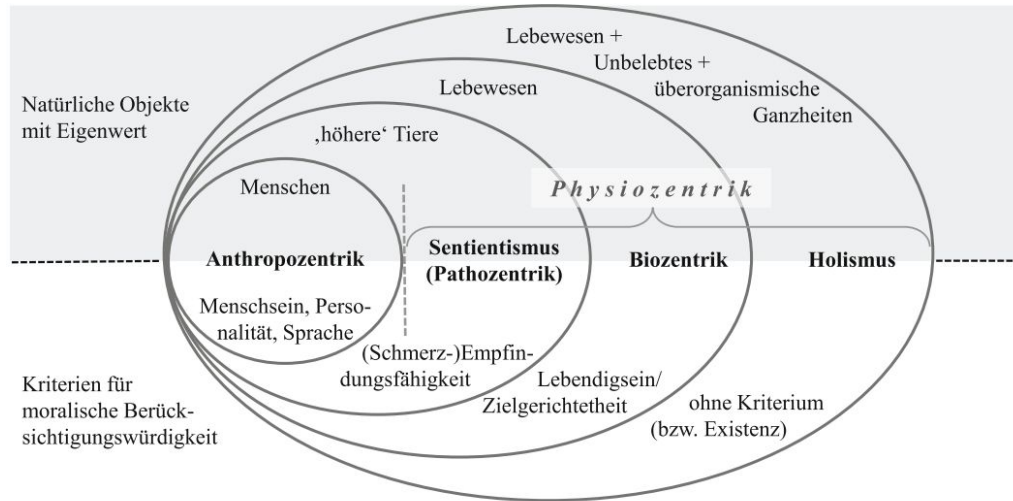 Lebewesen +
Unbelebtes +
überorganismische
Ganzheiten
Lebewesen
Natürliche Objekte
mit Eigenwert
‚höhere‘ Tiere
Menschen
Physiozentrik
Anthropozentrik
Sentientismus
(Pathozentrik)
Biozentrik
Holismus
Menschsein, Perso-
nalität, Sprache
(Schmerz-)Empfin-
dungsfähigkeit
Lebendigsein/
Zielgerichtetheit
ohne Kriterium
(bzw. Existenz)
Kriterien für
moralische Berück-
sichtigungswürdigkeit